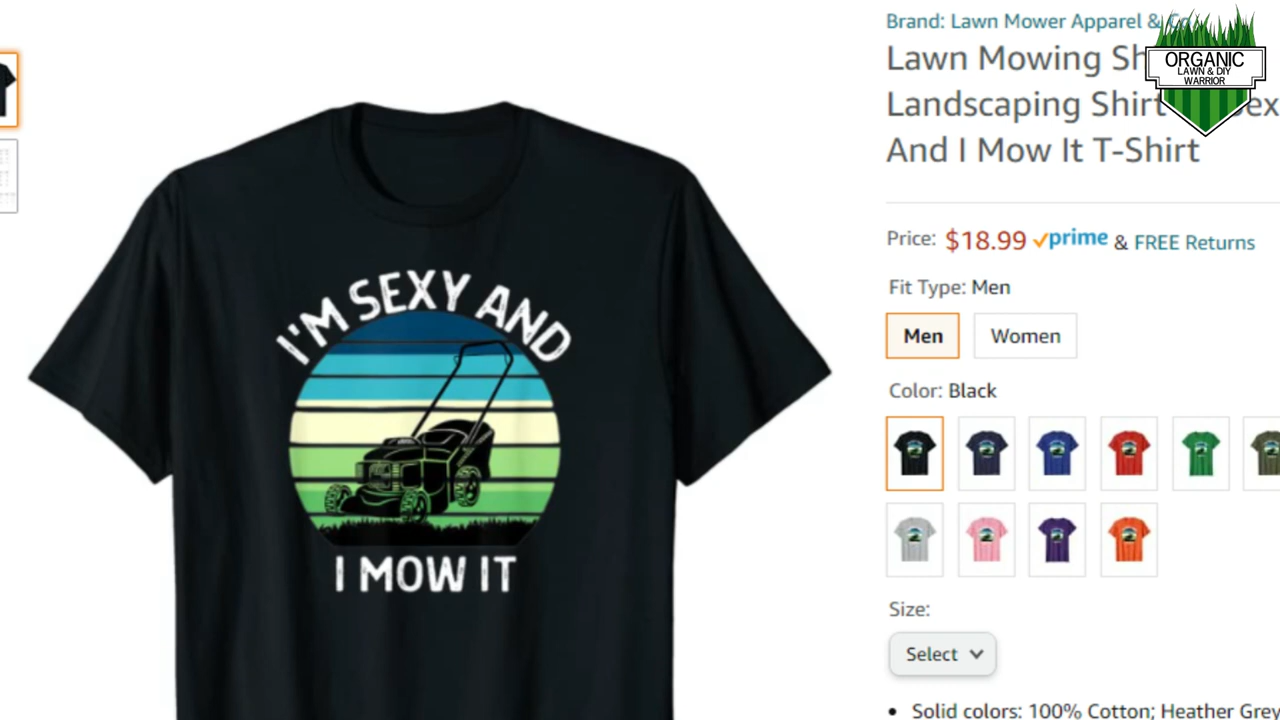 Brand: Lawn Mower Apparel &
Lawn Mowing
Landscaping Shirt
And I Mow It T-Shirt
ORGANIC
LAWN & DIY
WARRIOR
I'M SEXY AND
I MOW IT
Price: $18.99 prime & FREE Returns
Fit Type: Men
Men Women
Color: Black
Size:
Select
• Solid colors: 100% Cotton; Heather Grey